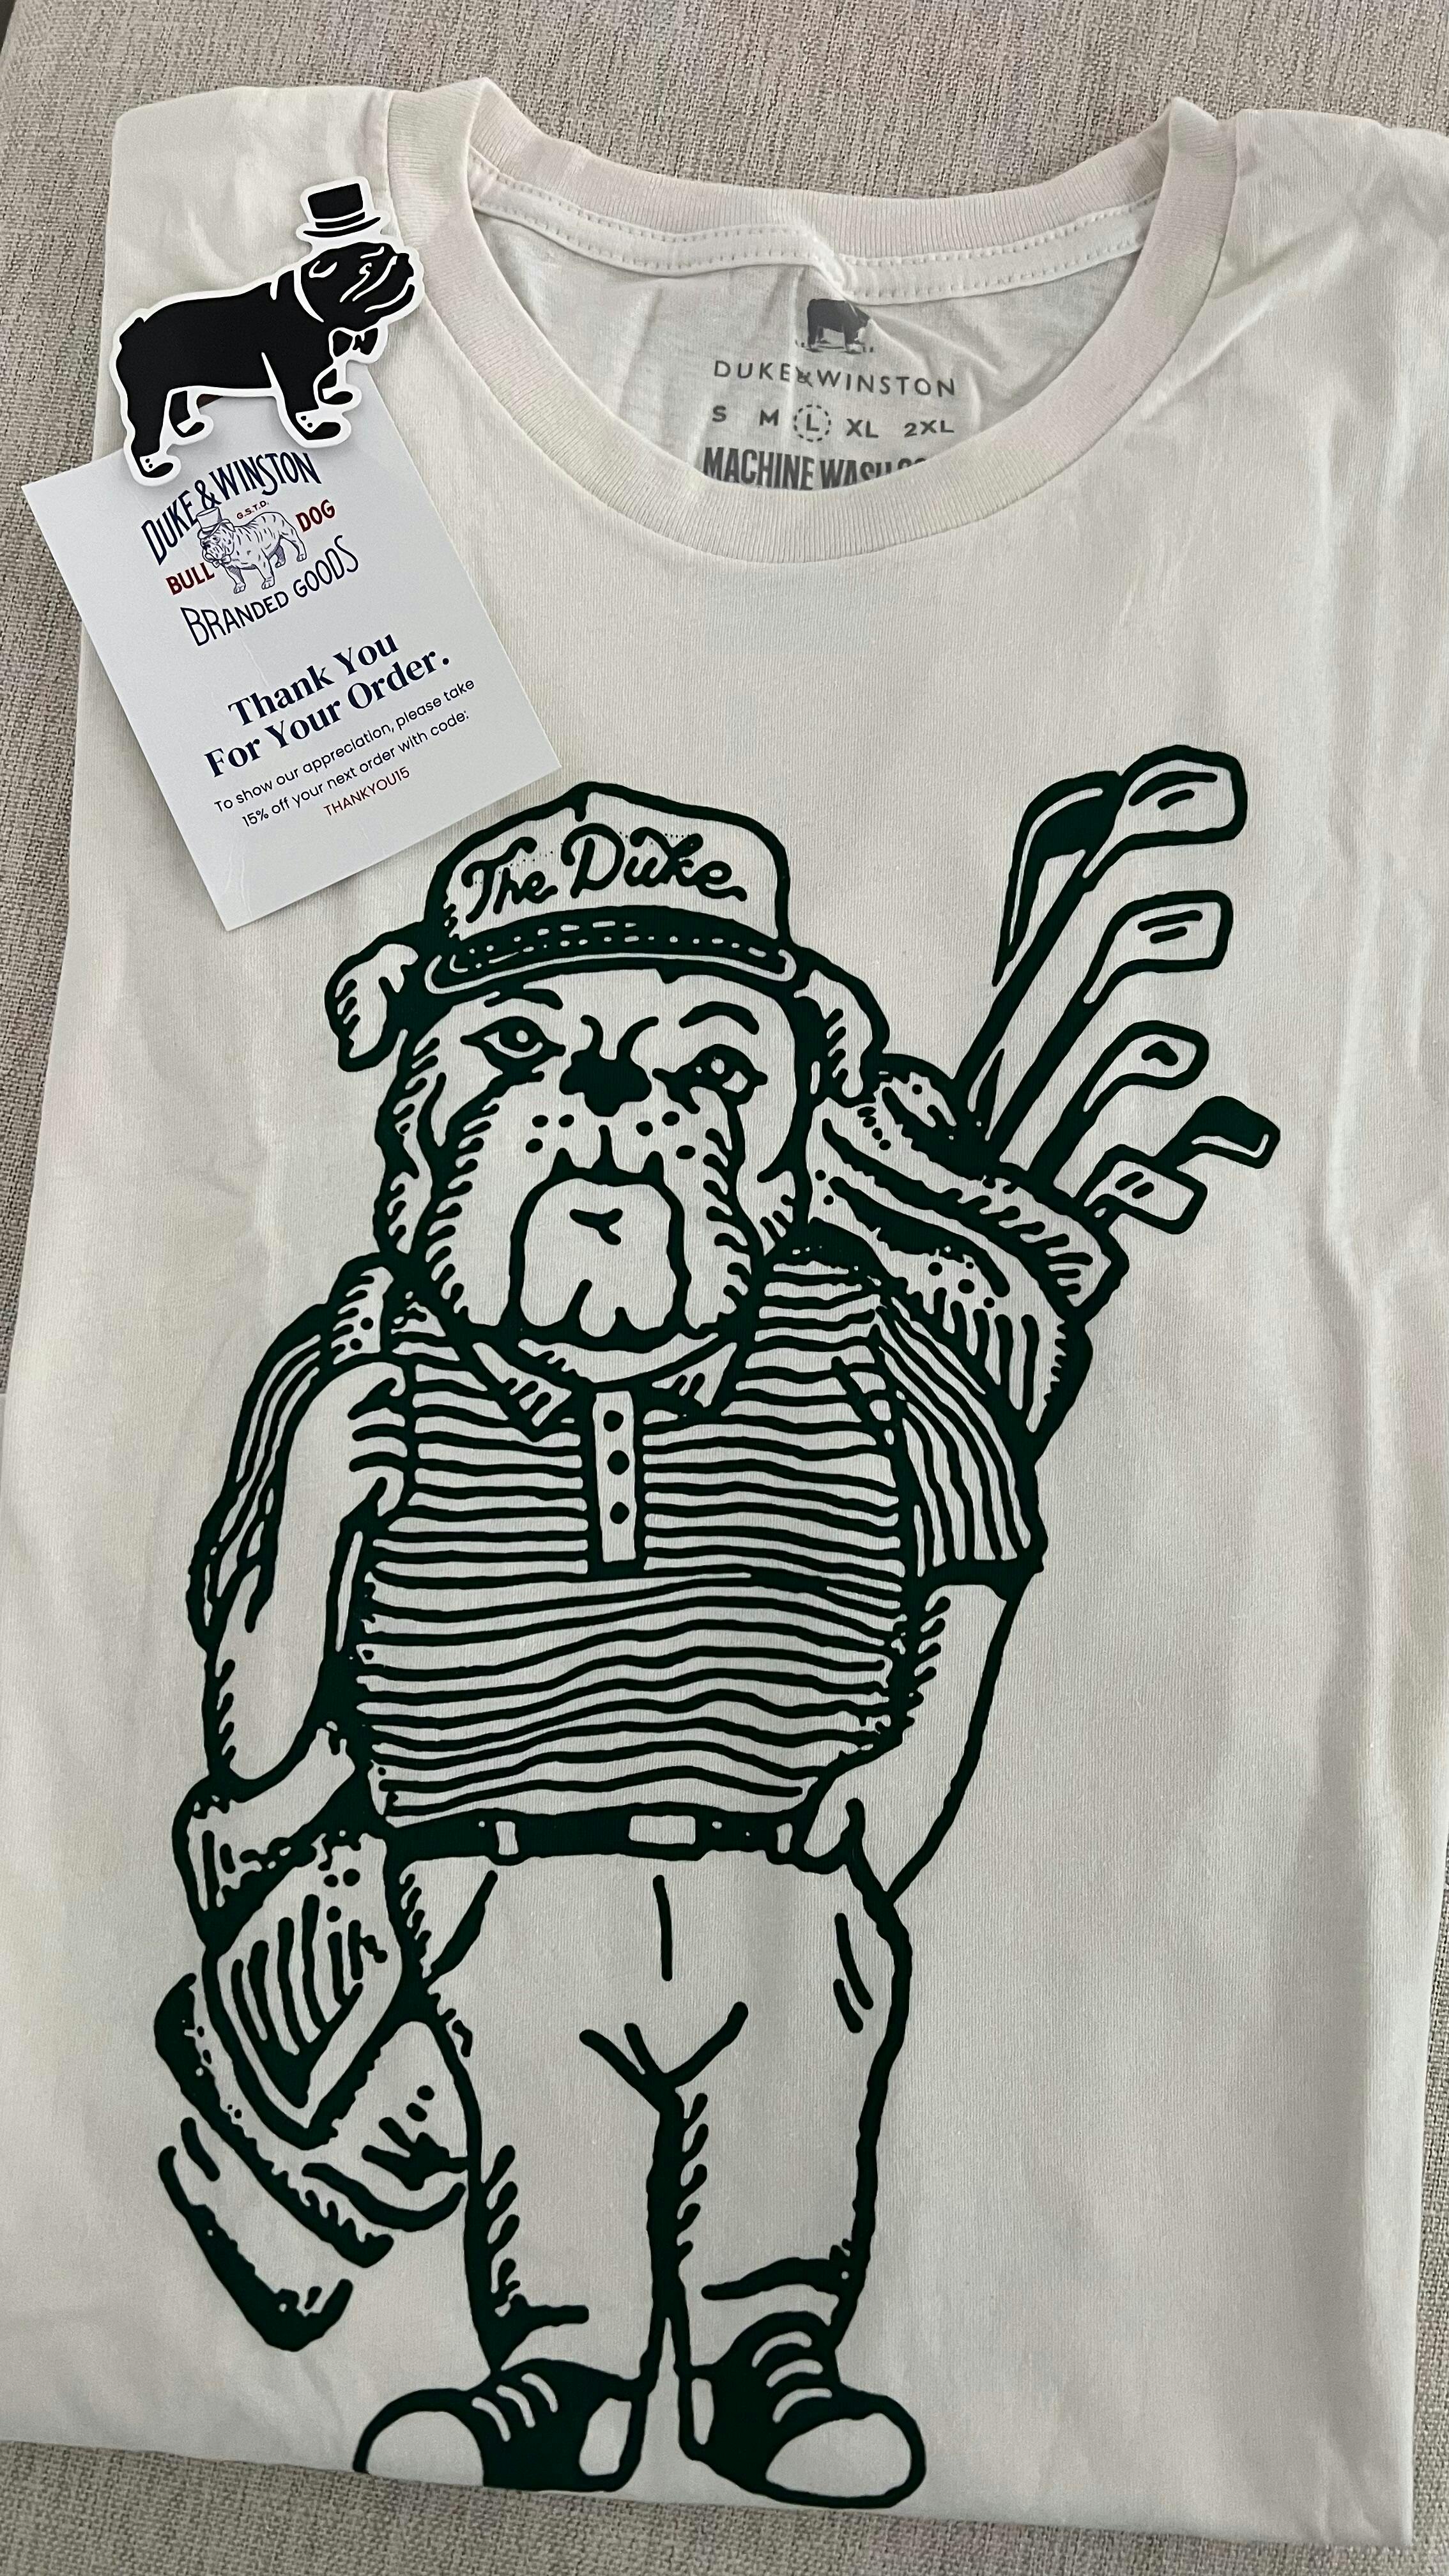 DUKE&WINSTON
S M L XL 2XL
MACHINE WASH
DUKE & WINSTON
G.S.T.D.
BULL DOG
BRANDED GOODS
Thank You
For Your Order.
To show our appreciation, please take
15% off your next order with code:
THANKYOU15
The Duke